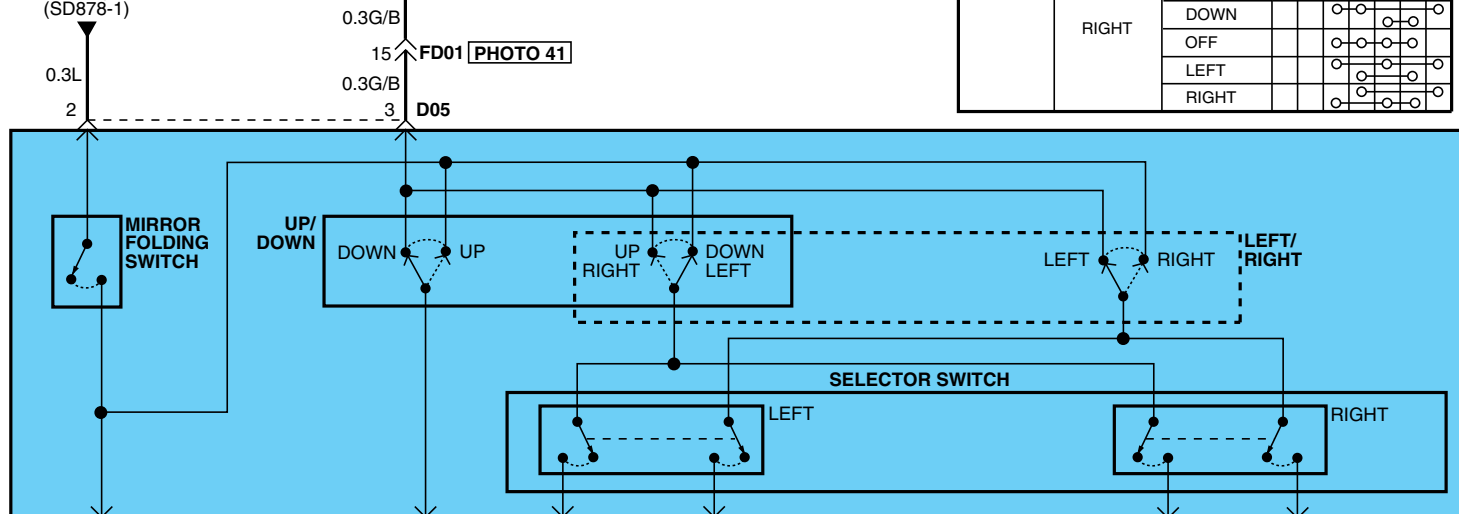 (SD878-1)
0.3G/B
15 FD01 PHOTO 41
0.3L
0.3G/B
2
3 D05
RIGHT
DOWN
OFF
LEFT
RIGHT
MIRROR
FOLDING
SWITCH
UP/
DOWN
DOWN
UP
UP
RIGHT
DOWN
LEFT
LEFT
RIGHT
LEFT/
RIGHT
SELECTOR SWITCH
LEFT
RIGHT